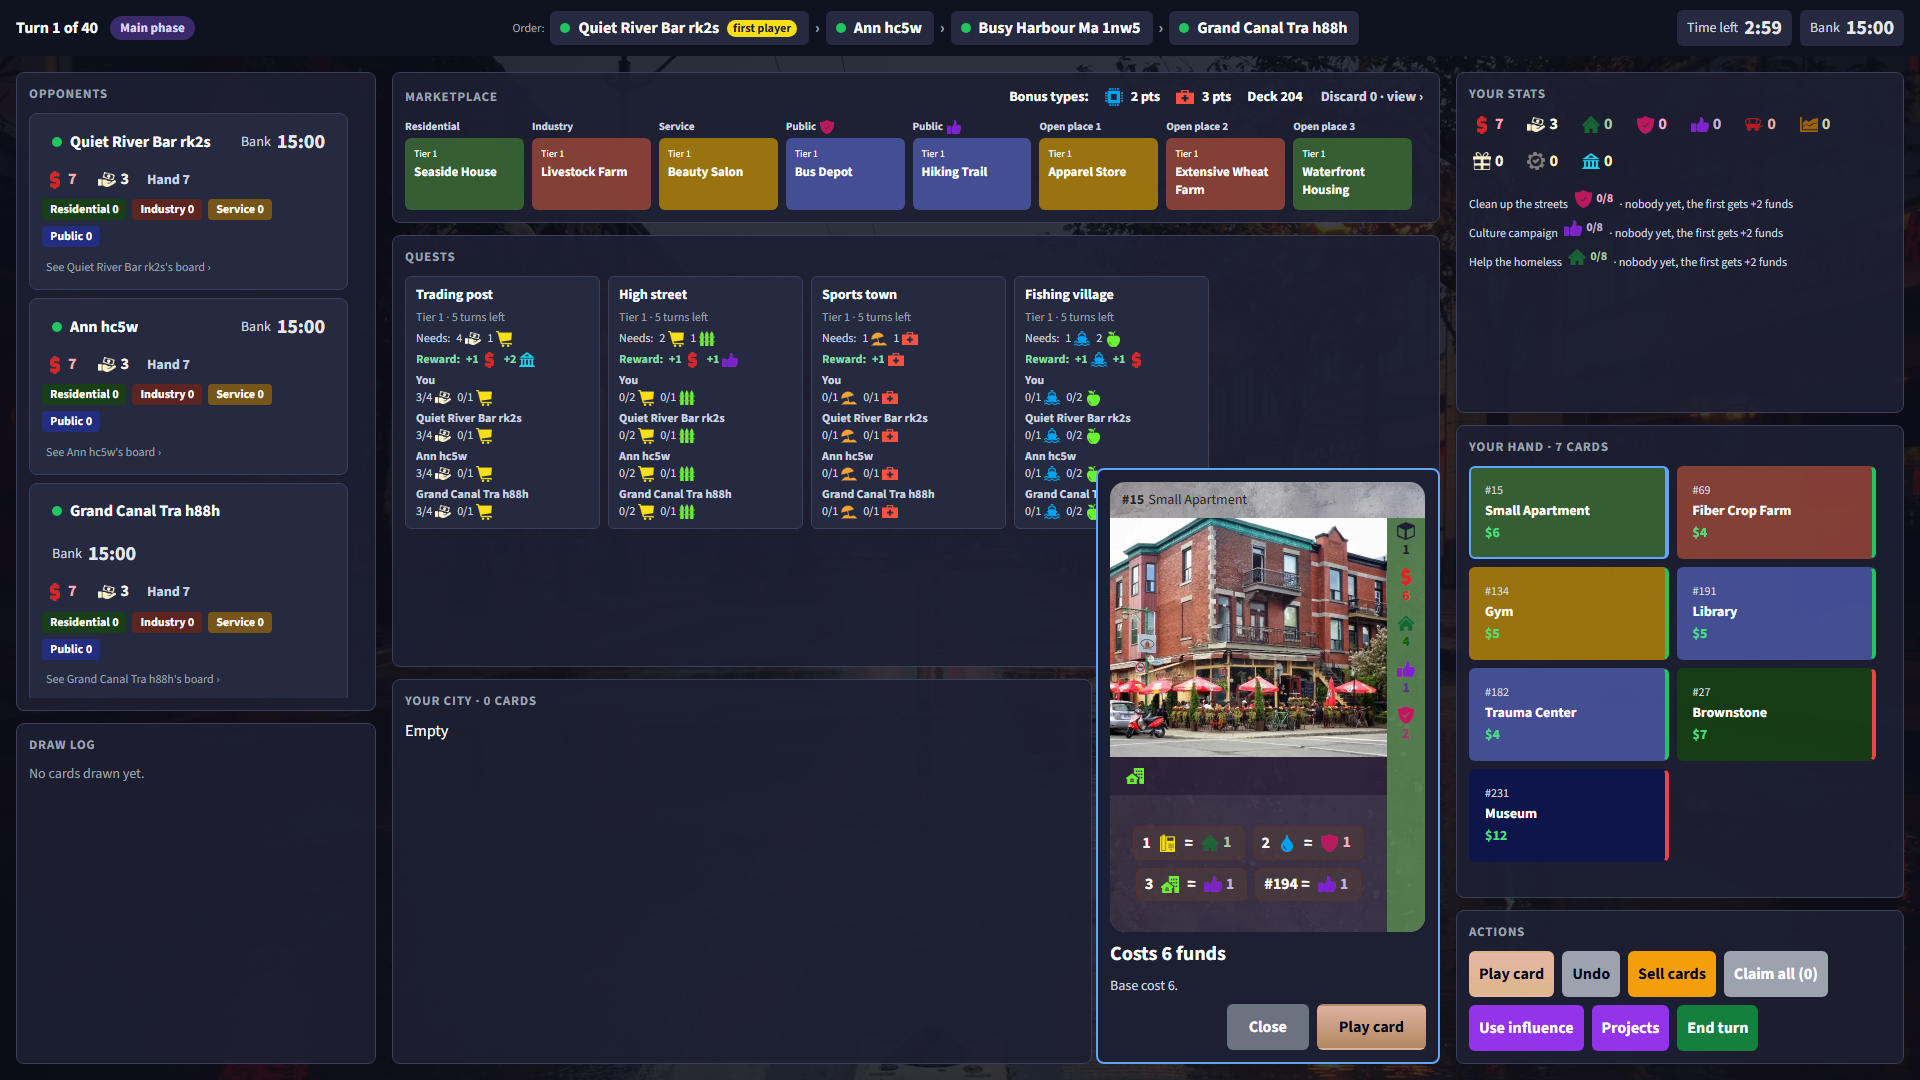 Turn 1 of 40 Main phase
Order: Quiet River Bar rk2s first player › Ann hc5w › Busy Harbour Ma 1nw5 › Grand Canal Tra h88h
Time left 2:59 Bank 15:00
OPPONENTS
Quiet River Bar rk2s Bank 15:00
7 3 Hand 7
Residential 0 Industry 0 Service 0
Public 0
See Quiet River Bar rk2s's board ›
Ann hc5w Bank 15:00
7 3 Hand 7
Residential 0 Industry 0 Service 0
Public 0
See Ann hc5w's board ›
Grand Canal Tra h88h
Bank 15:00
7 3 Hand 7
Residential 0 Industry 0 Service 0
Public 0
See Grand Canal Tra h88h's board ›
DRAW LOG
No cards drawn yet.
MARKETPLACE
Bonus types: 2 pts 3 pts Deck 204 Discard 0 · view ›
Residential Industry Service Public Public Open place 1 Open place 2 Open place 3
Tier 1 Tier 1 Tier 1 Tier 1 Tier 1 Tier 1 Tier 1 Tier 1
Seaside House Livestock Farm Beauty Salon Bus Depot Hiking Trail Apparel Store Extensive Wheat Farm Waterfront Housing
QUESTS
Trading post
Tier 1 · 5 turns left
Needs: 4 1
Reward: +1 +2
You
3/4 0/1
Quiet River Bar rk2s
3/4 0/1
Ann hc5w
3/4 0/1
Grand Canal Tra h88h
3/4 0/1
High street
Tier 1 · 5 turns left
Needs: 2 1
Reward: +1 +1
You
0/2 0/1
Quiet River Bar rk2s
0/2 0/1
Ann hc5w
0/2 0/1
Grand Canal Tra h88h
0/2 0/1
Sports town
Tier 1 · 5 turns left
Needs: 1 1
Reward: +1
You
0/1 0/1
Quiet River Bar rk2s
0/1 0/1
Ann hc5w
0/1 0/1
Grand Canal Tra h88h
0/1 0/1
Fishing village
Tier 1 · 5 turns left
Needs: 1 2
Reward: +1 +1
You
0/1 0/2
Quiet River Bar rk2s
0/1 0/2
Ann hc5w
0/1 0/2
Grand Canal T
0/1 0/2
YOUR CITY · 0 CARDS
Empty
#15 Small Apartment
1
6
4
1
2
1 = 1 2 = 1
3 = 1 #194 = 1
Costs 6 funds
Base cost 6.
Close Play card
YOUR STATS
7 3 0 0 0 0 0
0 0 0
Clean up the streets 0/8 · nobody yet, the first gets +2 funds
Culture campaign 0/8 · nobody yet, the first gets +2 funds
Help the homeless 0/8 · nobody yet, the first gets +2 funds
YOUR HAND · 7 CARDS
#15
Small Apartment
$6
#69
Fiber Crop Farm
$4
#134
Gym
$5
#191
Library
$5
#182
Trauma Center
$4
#27
Brownstone
$7
#231
Museum
$12
ACTIONS
Play card Undo Sell cards Claim all (0)
Use influence Projects End turn